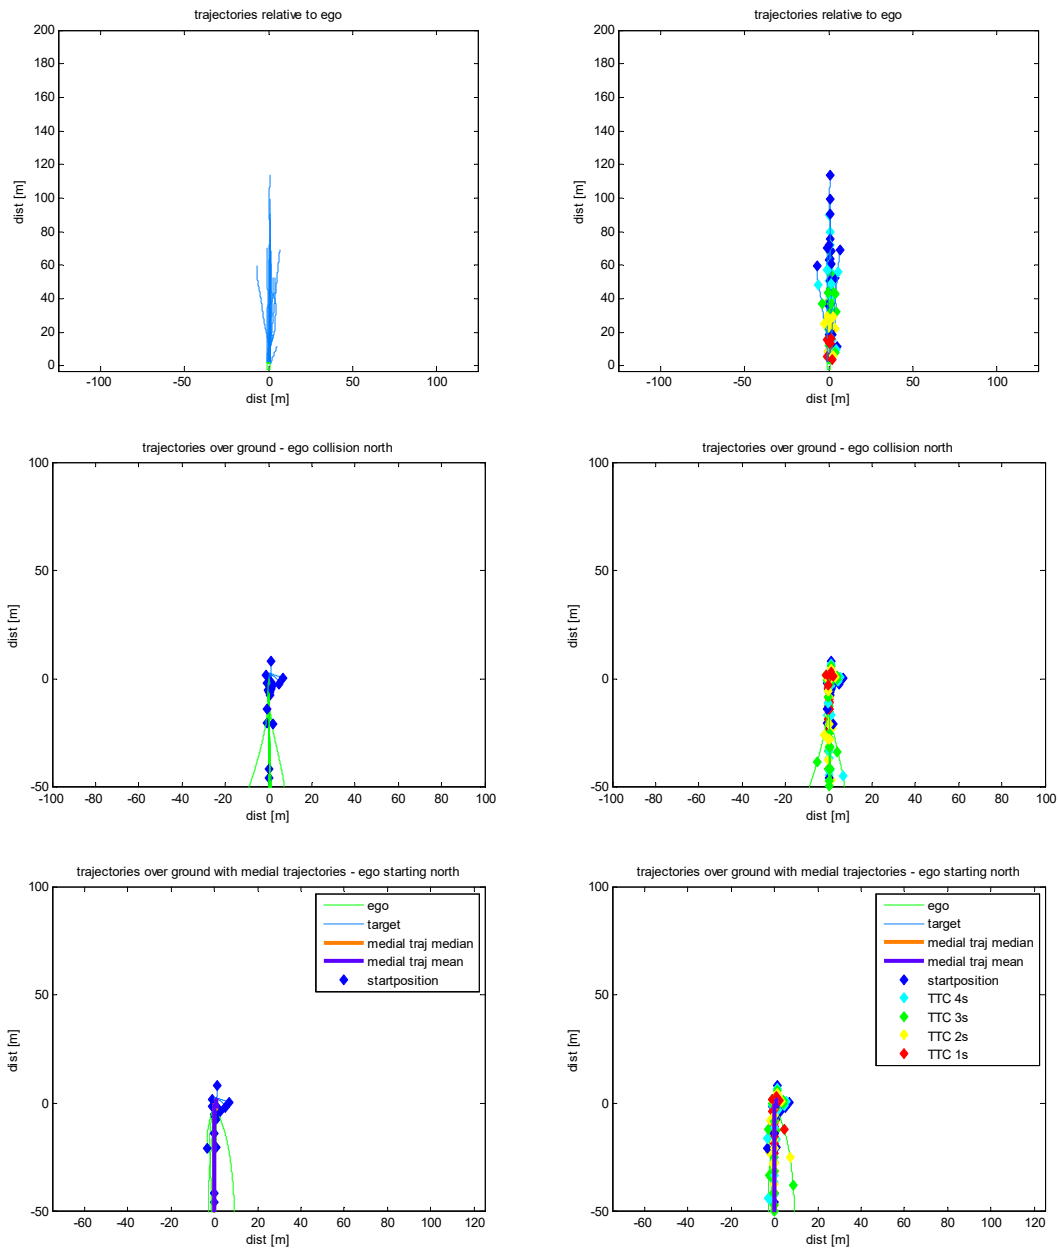 trajectories relative to ego
200
180
160
140
120
100
80
60
40
20
0
dist [m]
-100 -50 0 50 100
dist [m]
trajectories relative to ego
200
180
160
140
120
100
80
60
40
20
0
dist [m]
-100 -50 0 50 100
dist [m]
trajectories over ground - ego collision north
100
50
0
-50
dist [m]
-100 -80 -60 -40 -20 0 20 40 60 80 100
dist [m]
trajectories over ground - ego collision north
100
50
0
-50
dist [m]
-100 -80 -60 -40 -20 0 20 40 60 80 100
dist [m]
trajectories over ground with medial trajectories - ego starting north
100
50
0
-50
dist [m]
ego
target
medial traj median
medial traj mean
startposition
-60 -40 -20 0 20 40 60 80 100 120
dist [m]
trajectories over ground with medial trajectories - ego starting north
100
50
0
-50
dist [m]
ego
target
medial traj median
medial traj mean
startposition
TTC 4s
TTC 3s
TTC 2s
TTC 1s
-60 -40 -20 0 20 40 60 80 100 120
dist [m]